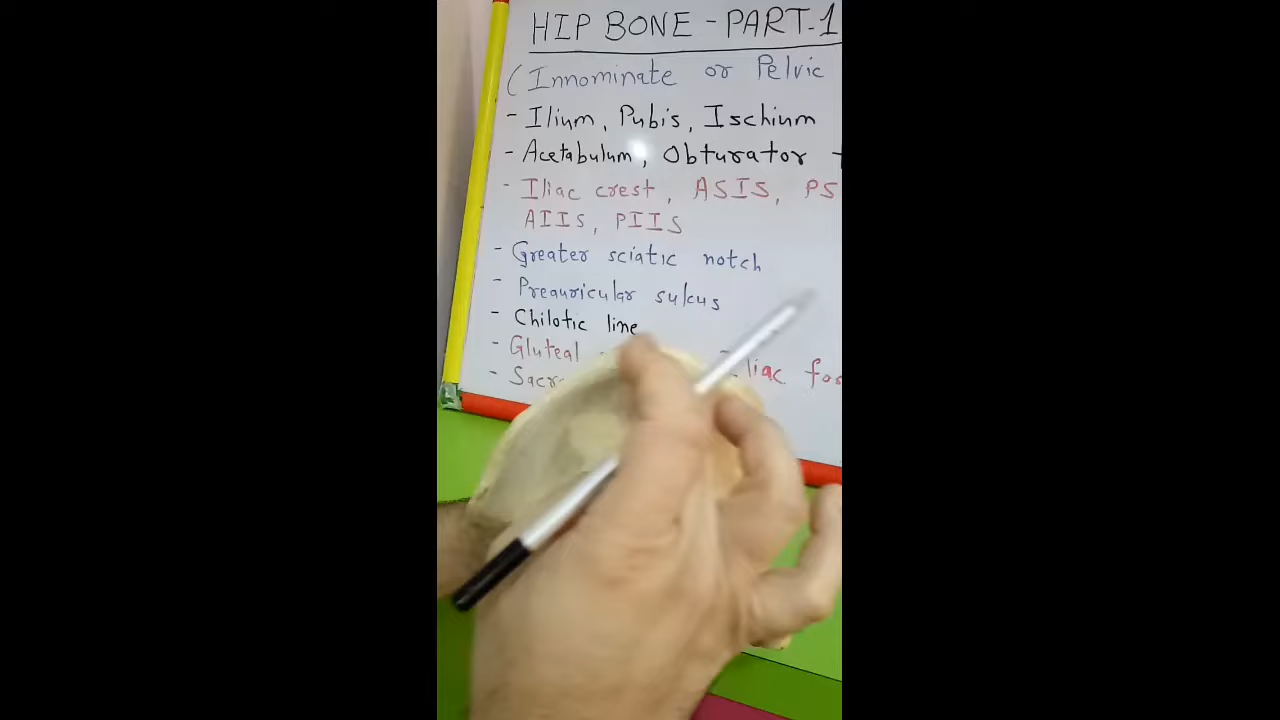 HIP BONE - PART-1
(Innominate or Pelvic
- Ilium, Pubis, Ischium
- Acetabulum, Obturator
- Iliac crest, ASIS, PS
AIIS, PIIS
- Greater sciatic notch
- Preauricular sulcus
- Chilotic line
- Gluteal
- Sacr
- Iliac fos